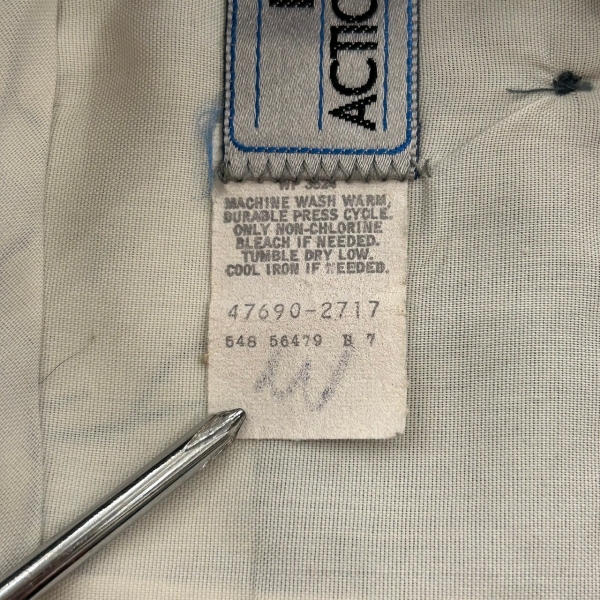 ACTIO
WP 3524
MACHINE WASH WARM,
DURABLE PRESS CYCLE.
ONLY NON-CHLORINE
BLEACH IF NEEDED.
TUMBLE DRY LOW.
COOL IRON IF NEEDED.
47690-2717
548 56479 B 7